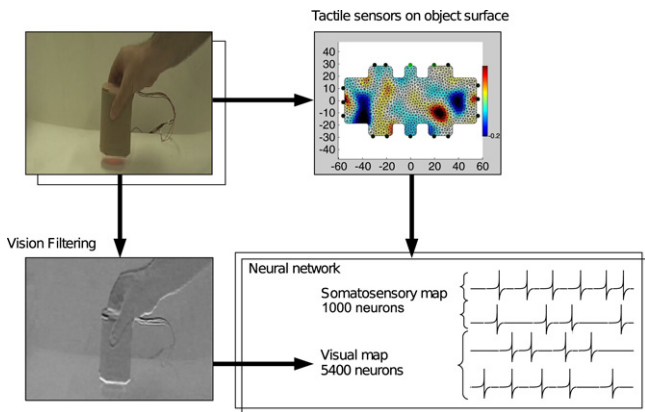 Tactile sensors on object surface
40
30
20
10
0
-10
-20
-30
-40
-0.2
-60 -40 -20 0 20 40 60
Vision Filtering
Neural network
Somatosensory map
1000 neurons
Visual map
5400 neurons